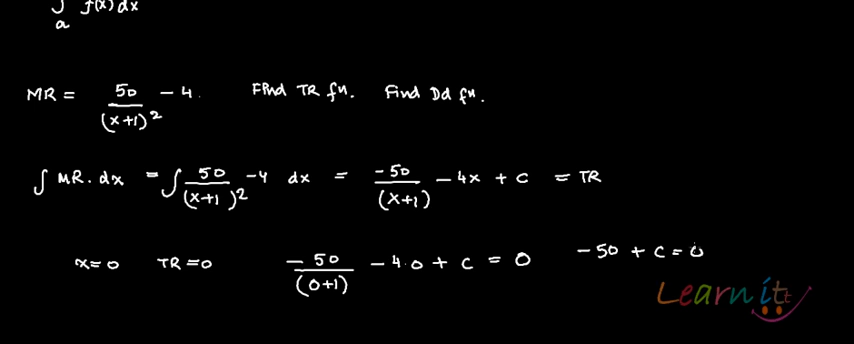 ∫ f(x) dx
a
MR = 50/(x+1)² - 4. Find TR fn. Find Dd fn.
∫ MR. dx = ∫ 50/(x+1)² -4 dx = -50/(x+1) - 4x + c = TR
x=0 TR=0 -50/(0+1) - 4.0 + c = 0 -50 + c = 0
Learn itt